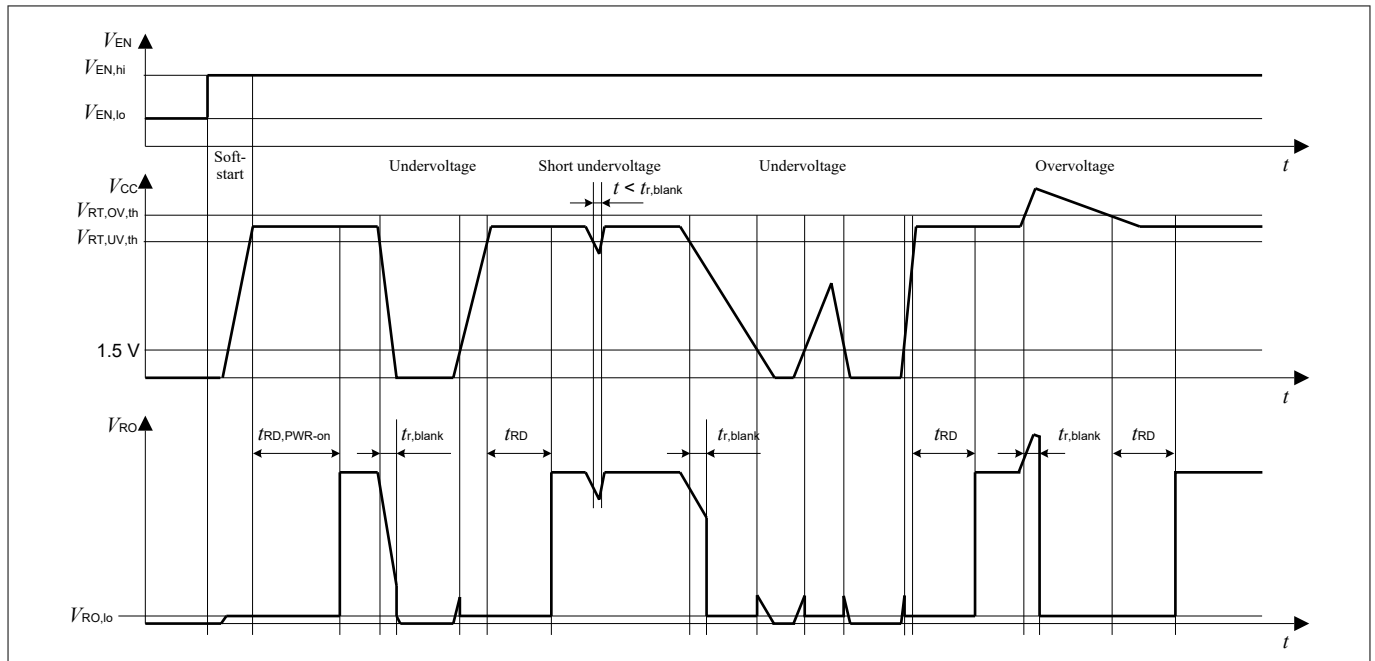 VEN
VEN,hi
VEN,lo
t
Soft-
start
Undervoltage
Short undervoltage
Undervoltage
Overvoltage
VCC
t < tr,blank
VRT,OV,th
VRT,UV,th
1.5 V
t
VRO
tRD,PWR-on
tr,blank
tRD
tr,blank
tRD
tr,blank
tRD
VRO,lo
t